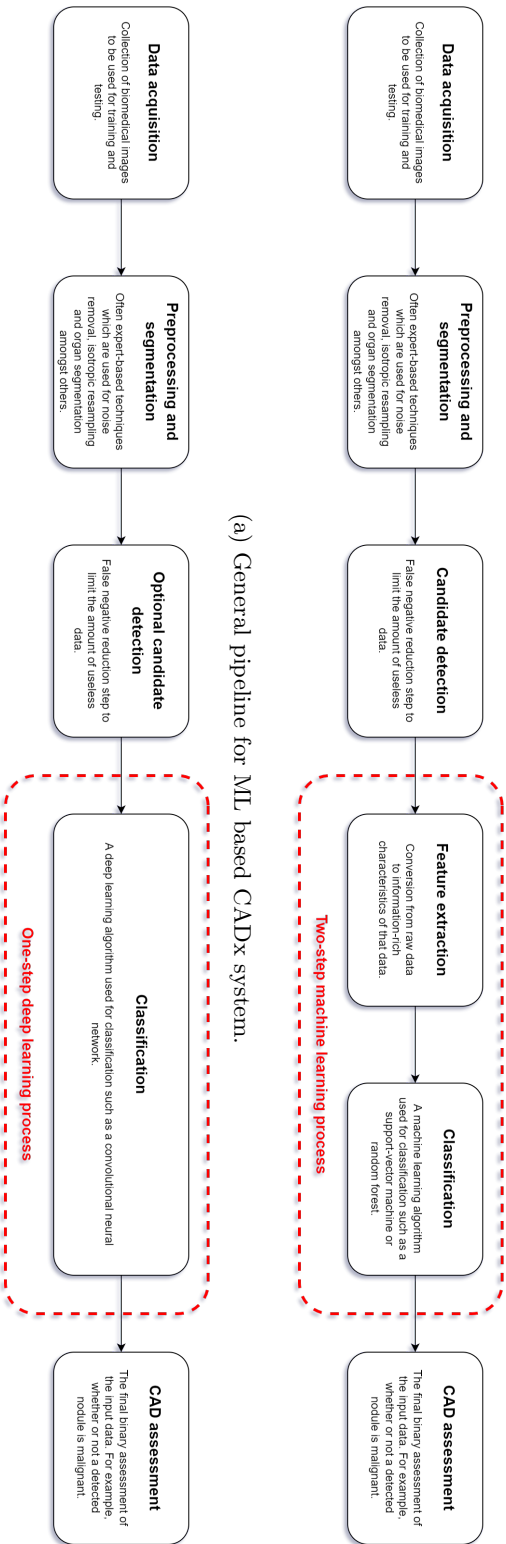 Data acquisition
Collection of biomedical images
to be used for training and
testing.
Preprocessing and
segmentation
Often expert-based techniques
which are used for noise
removal, isotropic resampling
and organ segmentation
amongst others.
Candidate detection
False negative reduction step to
limit the amount of useless
data.
Feature extraction
Conversion from raw data
to information-rich
characteristics of that data.
Classification
A machine learning algorithm
used for classification such as a
support-vector machine or
random forest.
Two-step machine learning process
CAD assessment
The final binary assessment of
the input data. For example,
whether or not a detected
nodule is malignant.
(a) General pipeline for ML based CADx system.
Data acquisition
Collection of biomedical images
to be used for training and
testing.
Preprocessing and
segmentation
Often expert-based techniques
which are used for noise
removal, isotropic resampling
and organ segmentation
amongst others.
Optional candidate
detection
False negative reduction step to
limit the amount of useless
data.
Classification
A deep learning algorithm used for classification such as a convolutional neural
network.
One-step deep learning process
CAD assessment
The final binary assessment of
the input data. For example,
whether or not a detected
nodule is malignant.